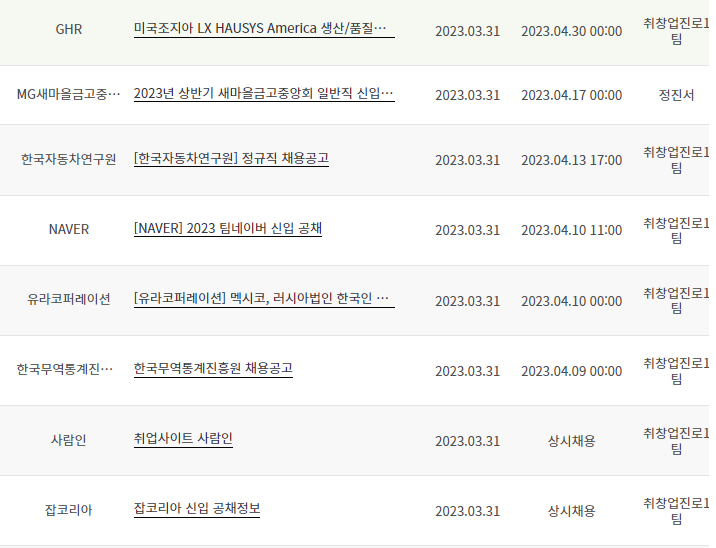 GHR 미국조지아 LX HAUSYS America 생산/품질… 2023.03.31 2023.04.30 00:00 취창업진로1
팀
MG새마을금고중… 2023년 상반기 새마을금고중앙회 일반직 신입… 2023.03.31 2023.04.17 00:00 정진서
한국자동차연구원 [한국자동차연구원] 정규직 채용공고 2023.03.31 2023.04.13 17:00 취창업진로1
팀
NAVER [NAVER] 2023 팀네이버 신입 공채 2023.03.31 2023.04.10 11:00 취창업진로1
팀
유라코퍼레이션 [유라코퍼레이션] 멕시코, 러시아법인 한국인 … 2023.03.31 2023.04.10 00:00 취창업진로1
팀
한국무역통계진… 한국무역통계진흥원 채용공고 2023.03.31 2023.04.09 00:00 취창업진로1
팀
사람인 취업사이트 사람인 2023.03.31 상시채용 취창업진로1
팀
잡코리아 잡코리아 신입 공채정보 2023.03.31 상시채용 취창업진로1
팀